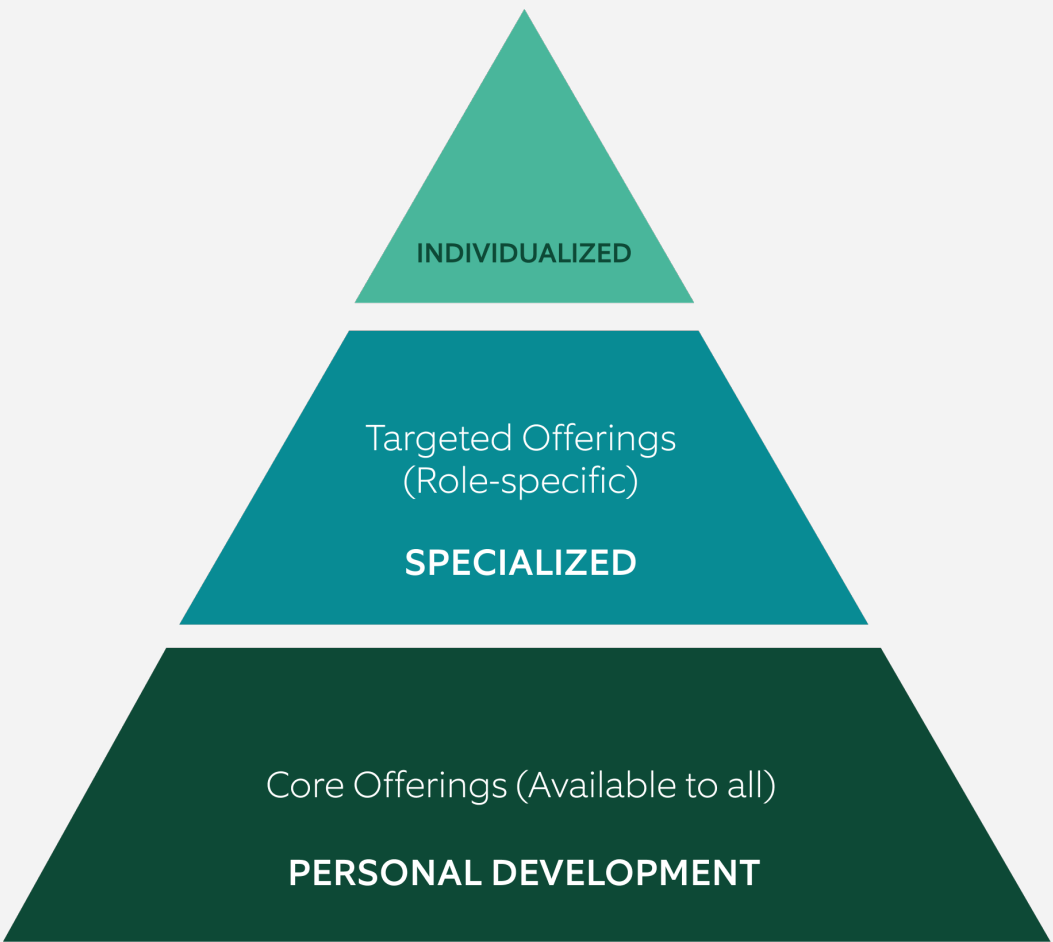 INDIVIDUALIZED
Targeted Offerings
(Role-specific)
SPECIALIZED
Core Offerings (Available to all)
PERSONAL DEVELOPMENT